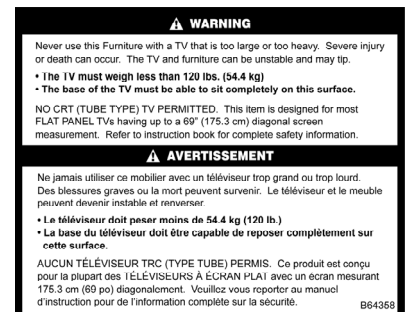 ⚠ WARNING
Never use this Furniture with a TV that is too large or too heavy. Severe injury
or death can occur. The TV and furniture can be unstable and may tip.
• The TV must weigh less than 120 lbs. (54.4 kg)
- The base of the TV must be able to sit completely on this surface.
NO CRT (TUBE TYPE) TV PERMITTED. This item is designed for most
FLAT PANEL TVs having up to a 69" (175.3 cm) diagonal screen
measurement. Refer to instruction book for complete safety information.
⚠ AVERTISSEMENT
Ne jamais utiliser ce mobilier avec un téléviseur trop grand ou trop lourd.
Des blessures graves ou la mort peuvent survenir. Le téléviseur et le meuble
peuvent devenir instable et renverser.
• Le téléviseur doit peser moins de 54.4 kg (120 lb.)
• La base du téléviseur doit être capable de reposer complètement sur
cette surface.
AUCUN TÉLÉVISEUR TRC (TYPE TUBE) PERMIS. Ce produit est conçu
pour la plupart des TÉLÉVISEURS À ÉCRAN PLAT avec un écran mesurant
175.3 cm (69 po) diagonalement. Veuillez vous reporter au manuel
d'instruction pour de l'information complète sur la sécurité.
B64358